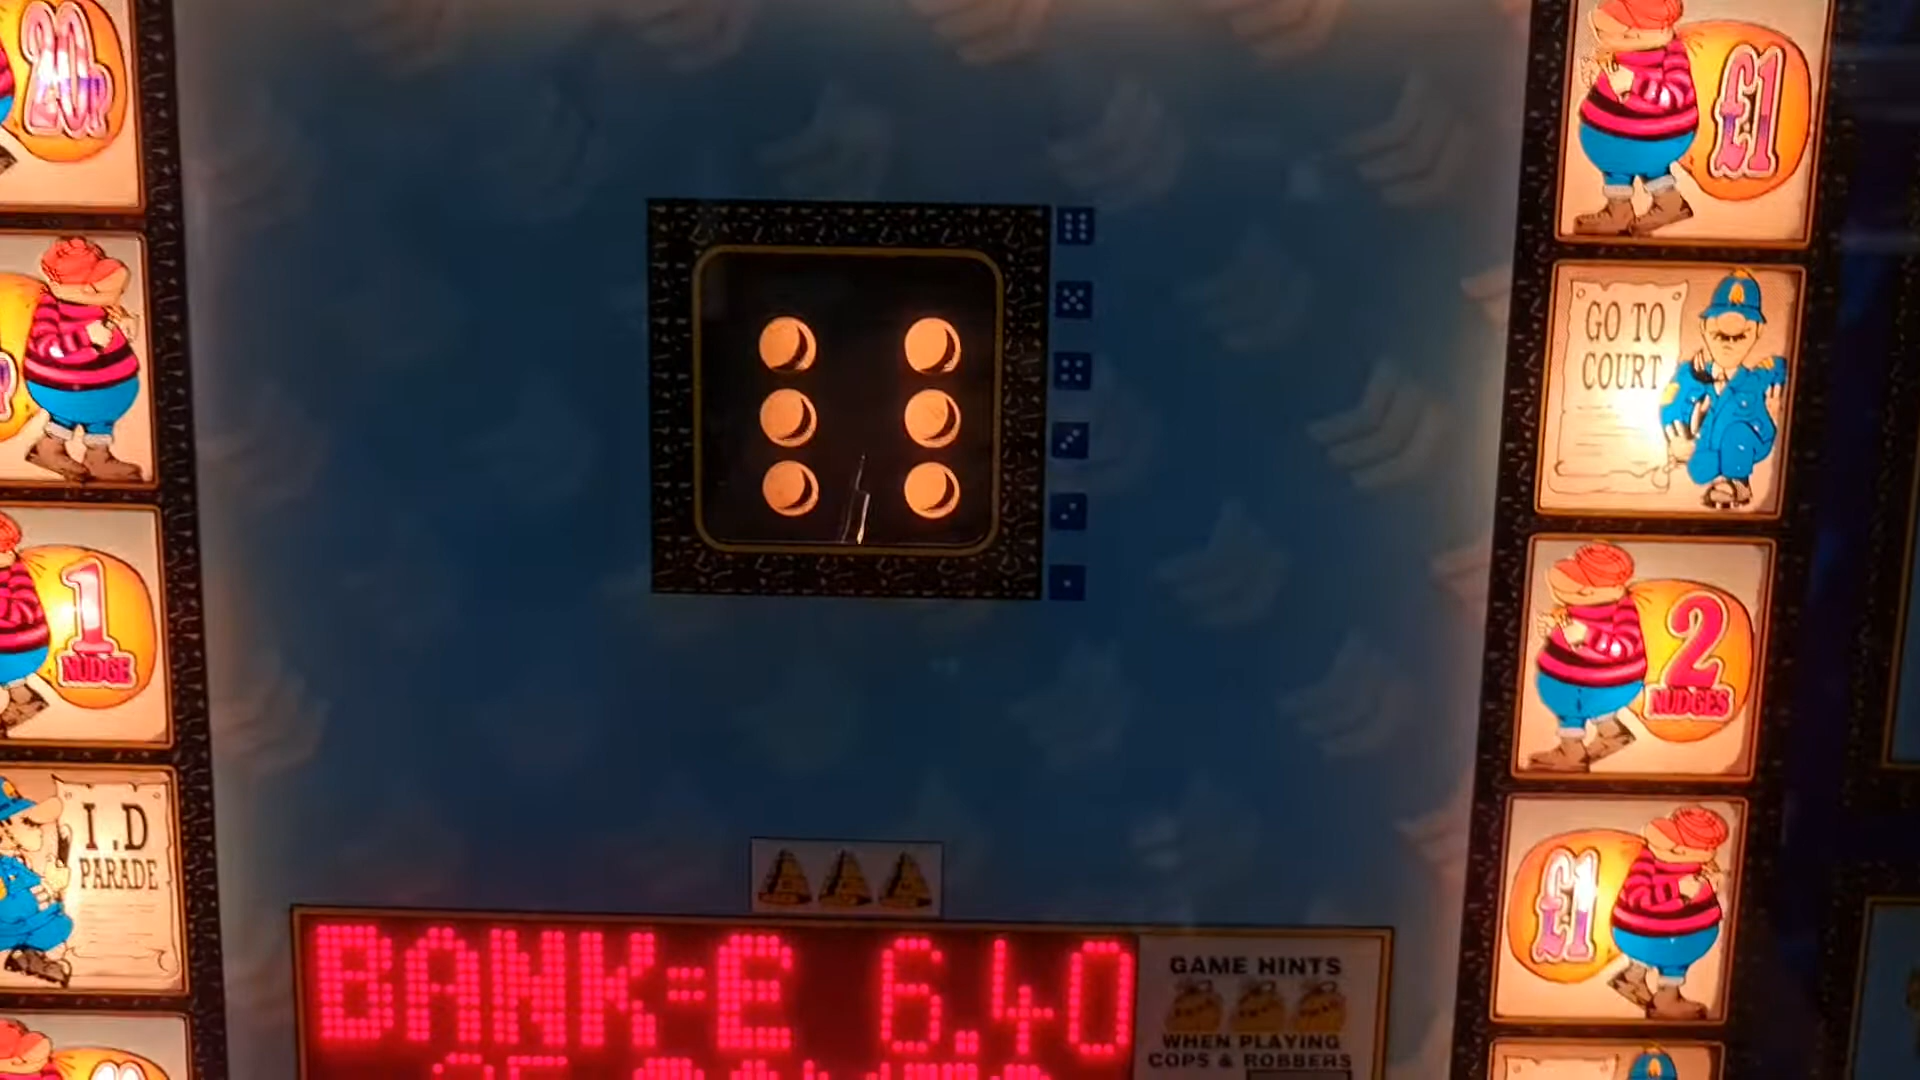 20P
£1
GO TO
COURT
1
NUDGE
2
NUDGES
I.D
PARADE
£1
BANK=£ 6.40
GAME HINTS
WHEN PLAYING
COPS & ROBBERS